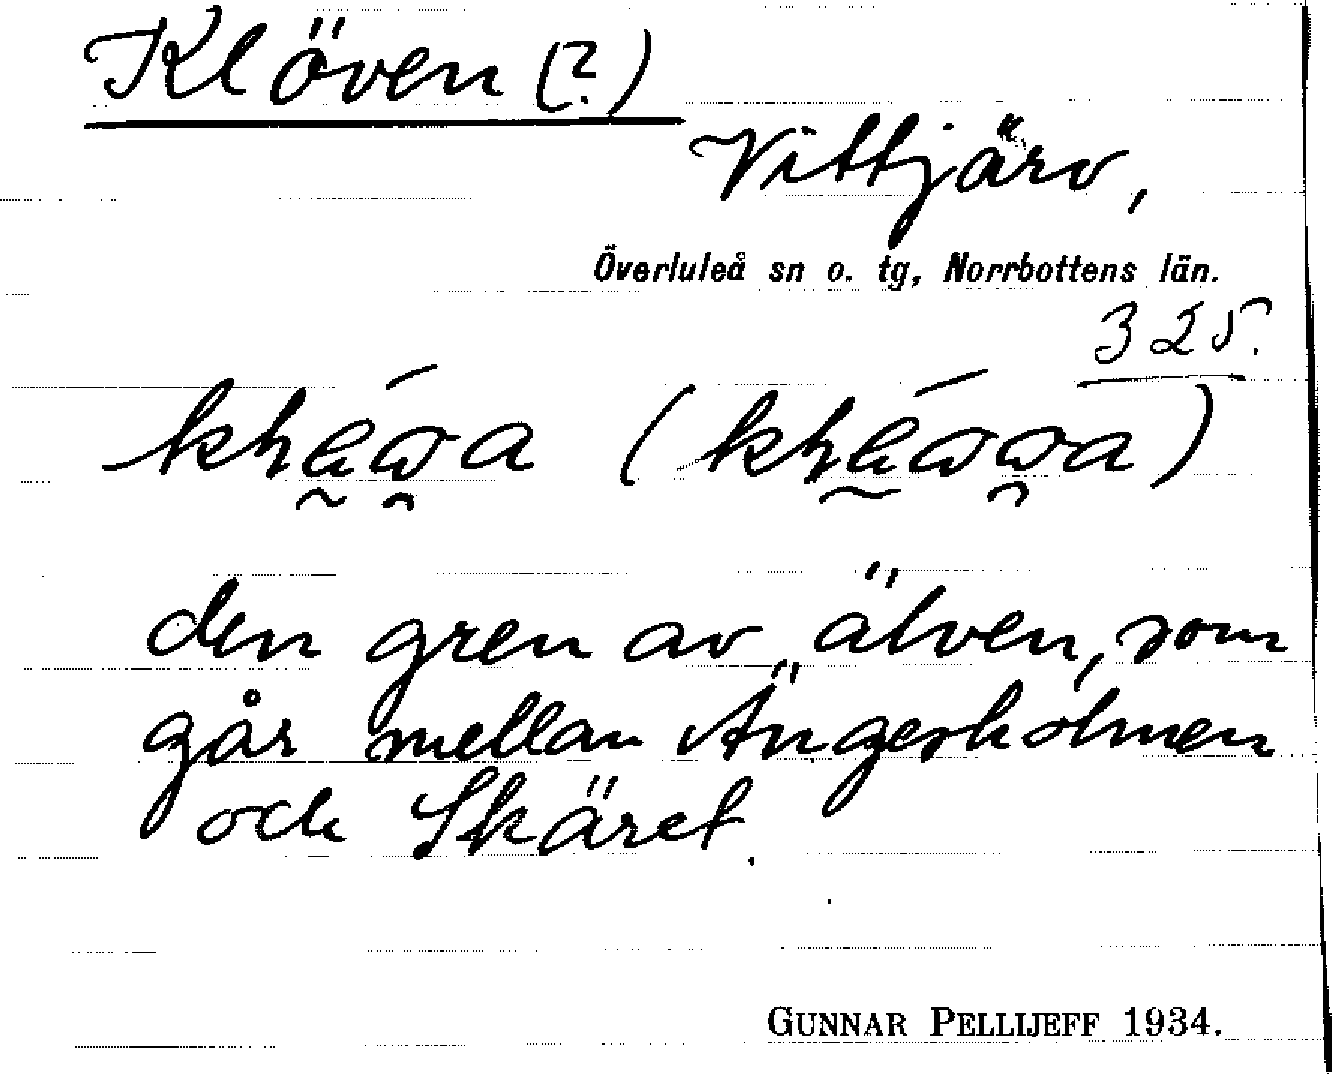 Klöven (?)
Vittjärv,
Överluleå sn o. tg, Norrbottens län.
325.
den gren av älven, som
går mellan Ängesholmen
och Skäret.
GUNNAR PELLIJEFF 1934.